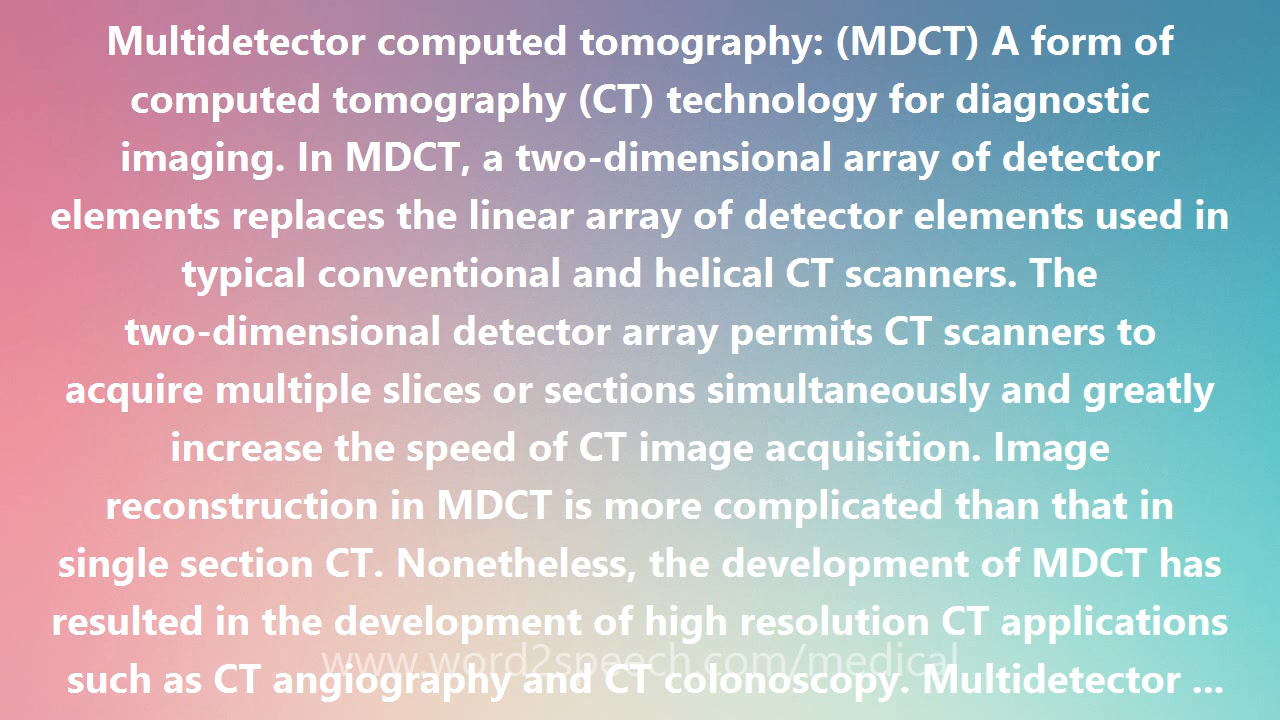 Multidetector computed tomography: (MDCT) A form of
computed tomography (CT) technology for diagnostic
imaging. In MDCT, a two-dimensional array of detector
elements replaces the linear array of detector elements used in
typical conventional and helical CT scanners. The
two-dimensional detector array permits CT scanners to
acquire multiple slices or sections simultaneously and greatly
increase the speed of CT image acquisition. Image
reconstruction in MDCT is more complicated than that in
single section CT. Nonetheless, the development of MDCT has
resulted in the development of high resolution CT applications
www.word2speech.com/medical
such as CT angiography and CT colonoscopy. Multidetector ...